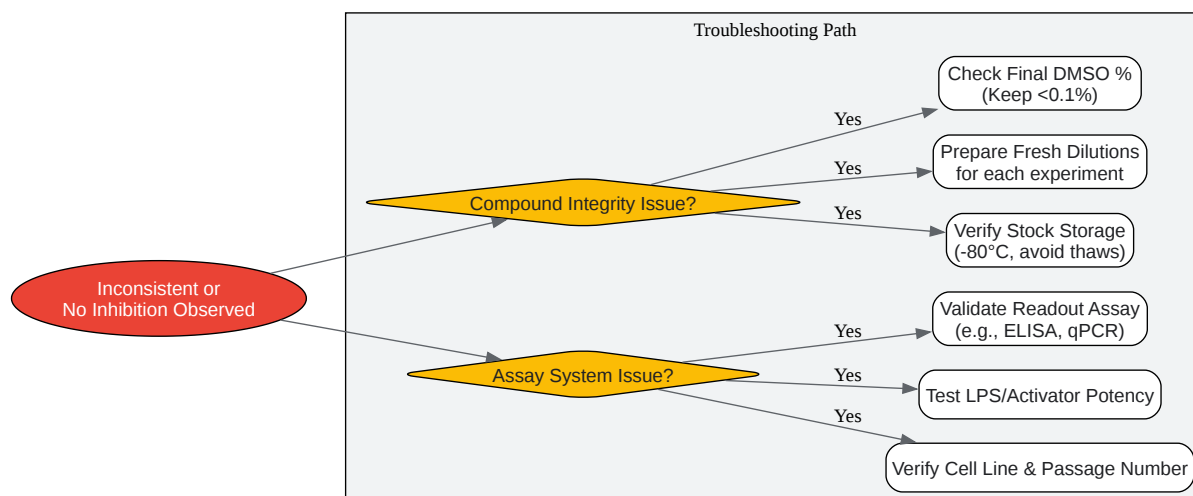 Troubleshooting Path
Check Final DMSO %
(Keep <0.1%)
Yes
Prepare Fresh Dilutions
for each experiment
Yes
Compound Integrity Issue?
Yes
Verify Stock Storage
(-80°C, avoid thaws)
Inconsistent or
No Inhibition Observed
Validate Readout Assay
(e.g., ELISA, qPCR)
Yes
Assay System Issue?
Yes
Test LPS/Activator Potency
Yes
Verify Cell Line & Passage Number